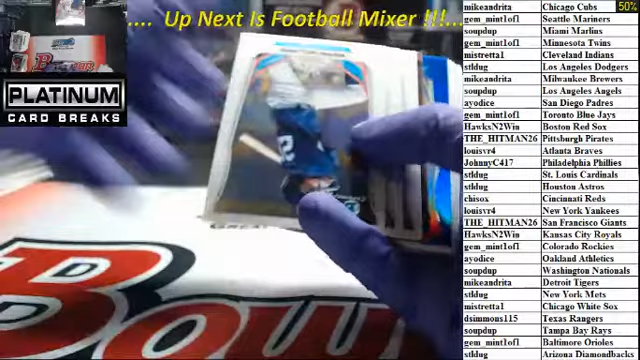 .... Up Next Is Football Mixer !!!...
PLATINUM
CARD BREAKS
BOW
mikeandrita Chicago Cubs 50%
gem_mint1of1 Seattle Mariners
soupdup Miami Marlins
gem_mint1of1 Minnesota Twins
mistretta1 Cleveland Indians
stldug Los Angeles Dodgers
mikeandrita Milwaukee Brewers
soupdup Los Angeles Angels
ayodice San Diego Padres
gem_mint1of1 Toronto Blue Jays
HawksN2Win Boston Red Sox
THE_HITMAN26 Pittsburgh Pirates
louisvr4 Atlanta Braves
JohnnyC417 Philadelphia Phillies
stldug St. Louis Cardinals
stldug Houston Astros
chisox Cincinnati Reds
louisvr4 New York Yankees
THE_HITMAN26 San Francisco Giants
HawksN2Win Kansas City Royals
gem_mint1of1 Colorado Rockies
ayodice Oakland Athletics
soupdup Washington Nationals
mikeandrita Detroit Tigers
stldug New York Mets
mistretta1 Chicago White Sox
dsimmons115 Texas Rangers
soupdup Tampa Bay Rays
gem_mint1of1 Baltimore Orioles
stldug Arizona Diamondbacks